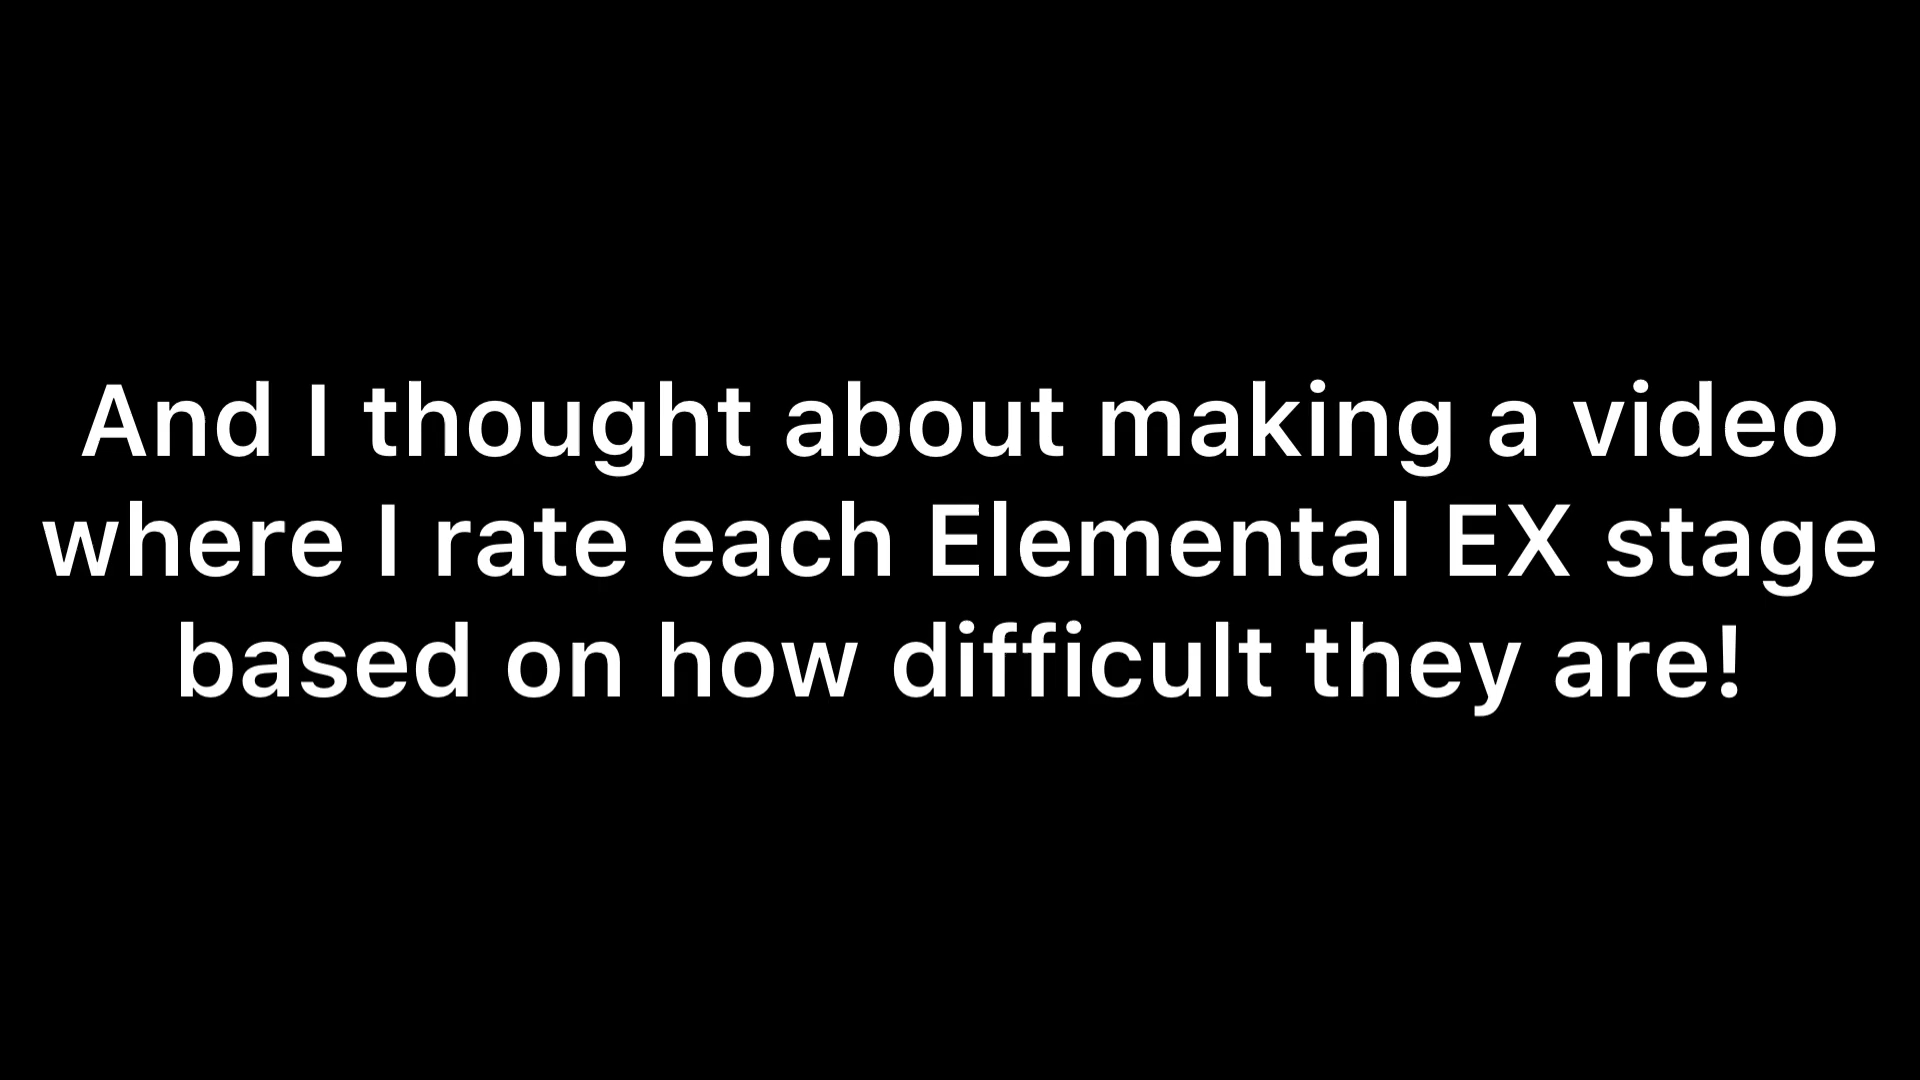 And I thought about making a video
where I rate each Elemental EX stage
based on how difficult they are!